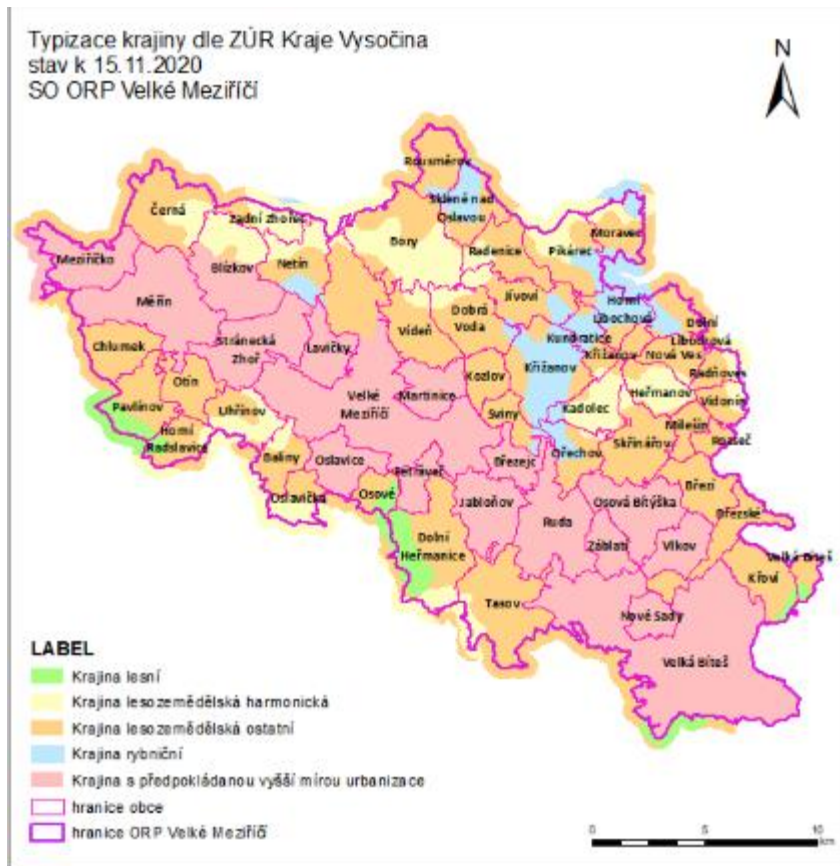 Typizace krajiny dle ZÚR Kraje Vysočina
stav k 15.11.2020
SO ORP Velké Meziříčí
N
Rousměrov
Sklené nad
Oslavou
Černá
Zadní Zhořec
Moravec
Bory
Radenice
Pikárec
Meziříčko
Blízkov
Netín
Měřín
Jívoví
Horní
Libochová
Dolní
Libochová
Dobrá
Voda
Vídeň
Stránecká
Zhoř
Lavičky
Kundratice
Křižanov
Nová Ves
Chlumek
Radňoves
Otín
Kozlov
Křižanov
Velké
Meziříčí
Martinice
Heřmanov
Vidonín
Pavlínov
Uhřínov
Sviny
Kadolec
Milešín
Horní
Radslavice
Skřinářov
Rozseč
Baliny
Oslavice
Březejc
Ořechov
Petráveč
Březí
Oslavička
Osové
Jabloňov
Osová Bítýška
Březské
Ruda
Dolní
Heřmanice
Záblatí
Vlkov
Velká Bíteš
Křoví
Tasov
Nové Sady
Velká Bíteš
LABEL
Krajina lesní
Krajina lesozemědělská harmonická
Krajina lesozemědělská ostatní
Krajina rybniční
Krajina s předpokládanou vyšší mírou urbanizace
hranice obce
hranice ORP Velké Meziříčí
0 5 10
km